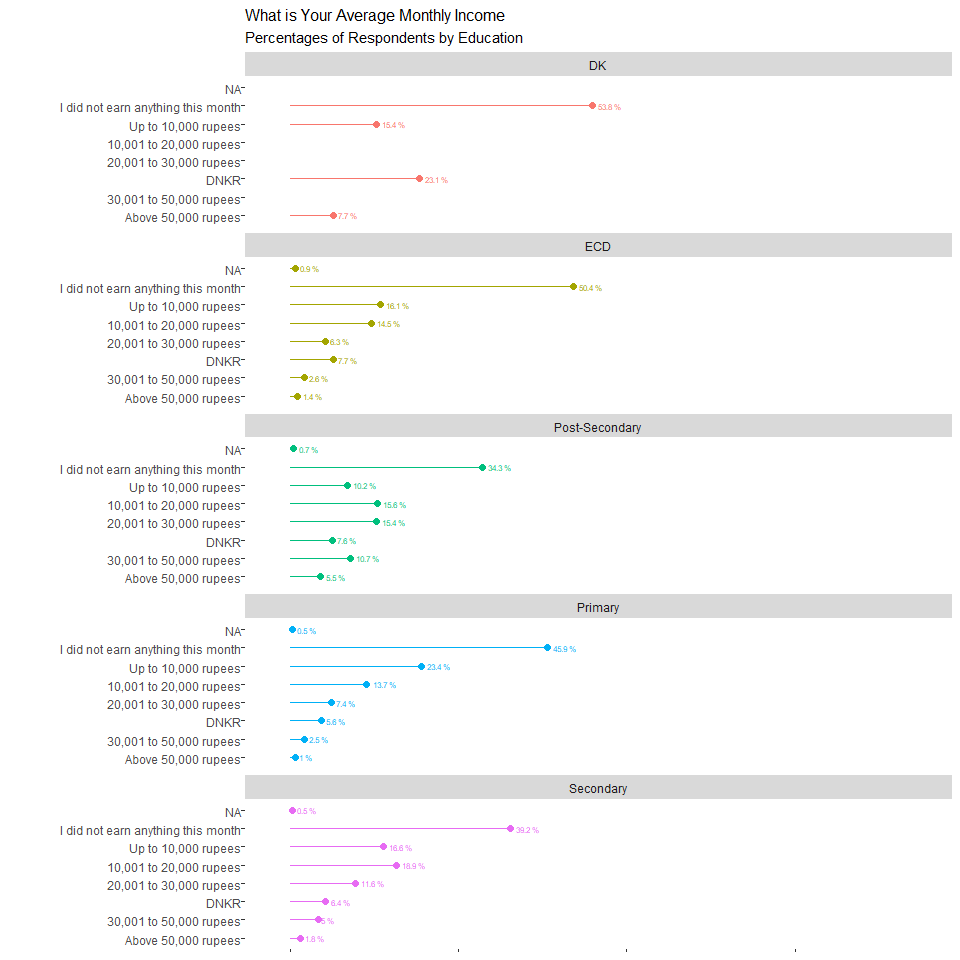 What is Your Average Monthly Income
Percentages of Respondents by Education
DK
NA
I did not earn anything this month 53.8 %
Up to 10,000 rupees 15.4 %
10,001 to 20,000 rupees
20,001 to 30,000 rupees
DNKR 23.1 %
30,001 to 50,000 rupees
Above 50,000 rupees 7.7 %
ECD
NA 0.9 %
I did not earn anything this month 50.4 %
Up to 10,000 rupees 16.1 %
10,001 to 20,000 rupees 14.5 %
20,001 to 30,000 rupees 6.3 %
DNKR 7.7 %
30,001 to 50,000 rupees 2.6 %
Above 50,000 rupees 1.4 %
Post-Secondary
NA 0.7 %
I did not earn anything this month 34.3 %
Up to 10,000 rupees 10.2 %
10,001 to 20,000 rupees 15.6 %
20,001 to 30,000 rupees 15.4 %
DNKR 7.6 %
30,001 to 50,000 rupees 10.7 %
Above 50,000 rupees 5.5 %
Primary
NA 0.5 %
I did not earn anything this month 45.9 %
Up to 10,000 rupees 23.4 %
10,001 to 20,000 rupees 13.7 %
20,001 to 30,000 rupees 7.4 %
DNKR 5.6 %
30,001 to 50,000 rupees 2.5 %
Above 50,000 rupees 1 %
Secondary
NA 0.5 %
I did not earn anything this month 39.2 %
Up to 10,000 rupees 16.6 %
10,001 to 20,000 rupees 18.9 %
20,001 to 30,000 rupees 11.6 %
DNKR 6.4 %
30,001 to 50,000 rupees 5 %
Above 50,000 rupees 1.8 %